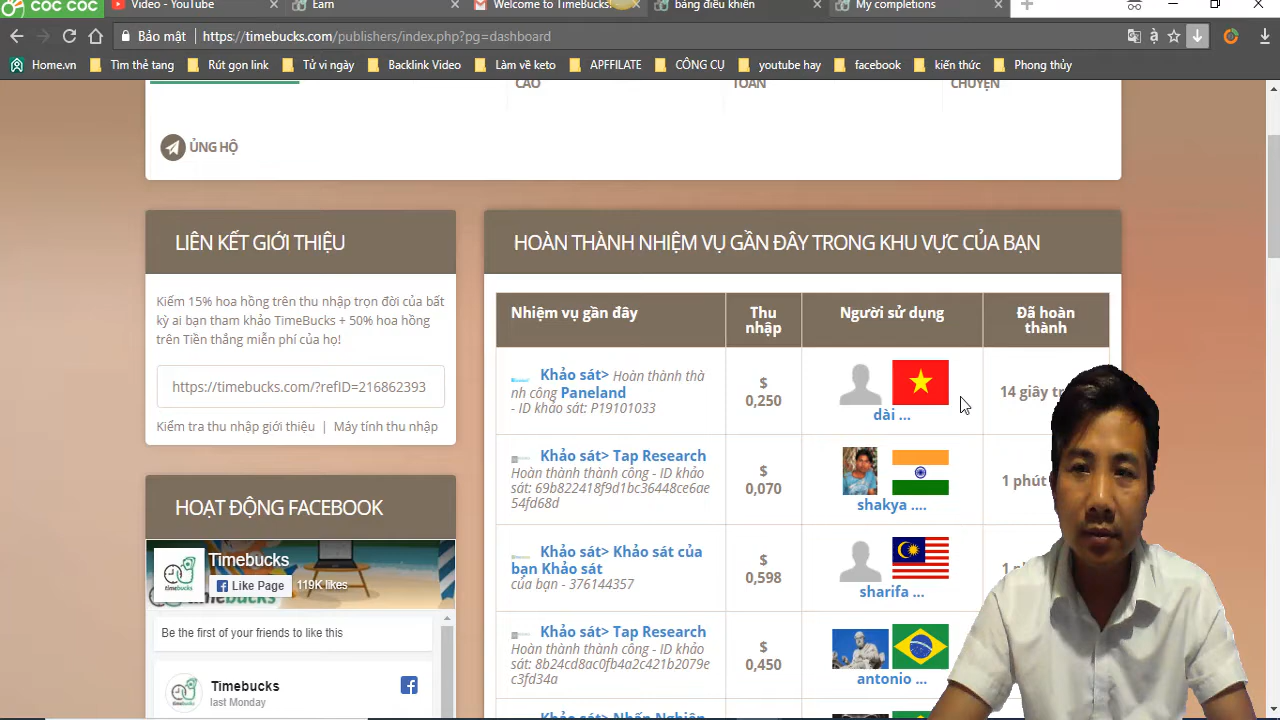 CỐC CỐC
Video - YouTube
Earn
Welcome to TimeBucks!
bảng điều khiển
My completions
Bảo mật
https://timebucks.com/publishers/index.php?pg=dashboard
Home.vn
Tìm thẻ tang
Rút gọn link
Tử vi ngày
Backlink Video
Làm về keto
APFFILATE
CÔNG CỤ
youtube hay
facebook
kiến thức
Phong thủy
CÁO
TOÁN
CHUYỆN
ỦNG HỘ
LIÊN KẾT GIỚI THIỆU
Kiếm 15% hoa hồng trên thu nhập trọn đời của bất
kỳ ai bạn tham khảo TimeBucks + 50% hoa hồng
trên Tiền thắng miễn phí của họ!
https://timebucks.com/?refID=216862393
Kiểm tra thu nhập giới thiệu | Máy tính thu nhập
HOẠT ĐỘNG FACEBOOK
Timebucks
Like Page
119K likes
timebucks
Be the first of your friends to like this
Timebucks
last Monday
HOÀN THÀNH NHIỆM VỤ GẦN ĐÂY TRONG KHU VỰC CỦA BẠN
Nhiệm vụ gần đây
Thu
nhập
Người sử dụng
Đã hoàn
thành
Khảo sát> Hoàn thành thà
nh công Paneland
- ID khảo sát: P19101033
$
0,250
dài ...
14 giây
Khảo sát> Tap Research
Hoàn thành thành công - ID khảo
sát: 69b822418f9d1bc36448ce6ae
54fd68d
$
0,070
shakya ....
1 phút
Khảo sát> Khảo sát của
bạn Khảo sát
của bạn - 376144357
$
0,598
sharifa ...
Khảo sát> Tap Research
Hoàn thành thành công - ID khảo
sát: 8b24cd8ac0fb4a2c421b2079e
c3fd34a
$
0,450
antonio ...